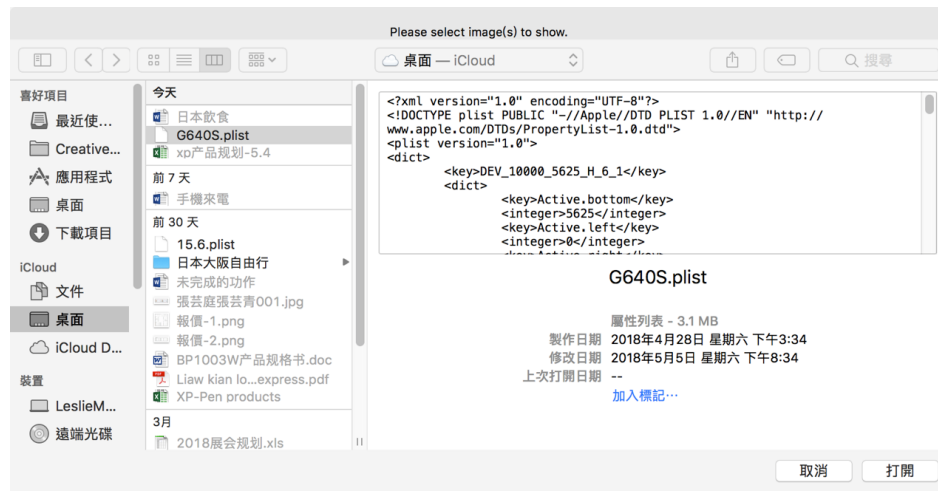 Please select image(s) to show.
桌面 — iCloud
搜尋
喜好項目
最近使...
Creative...
應用程式
桌面
下載項目
iCloud
文件
桌面
iCloud D...
裝置
LeslieM...
遠端光碟
今天
日本飲食
G640S.plist
xp产品规划-5.4
前 7 天
手機來電
前 30 天
15.6.plist
日本大阪自由行
未完成的功作
張芸庭張芸青001.jpg
報價-1.png
報價-2.png
BP1003W产品规格书.doc
Liaw kian lo...express.pdf
XP-Pen products
3月
2018展会规划.xls
<?xml version="1.0" encoding="UTF-8"?>
<!DOCTYPE plist PUBLIC "-//Apple//DTD PLIST 1.0//EN" "http://
www.apple.com/DTDs/PropertyList-1.0.dtd">
<plist version="1.0">
<dict>
<key>DEV_10000_5625_H_6_1</key>
<dict>
<key>Active.bottom</key>
<integer>5625</integer>
<key>Active.left</key>
<integer>0</integer>
<key>Active.right</key>
G640S.plist
屬性列表 - 3.1 MB
製作日期 2018年4月28日 星期六 下午3:34
修改日期 2018年5月5日 星期六 下午8:34
上次打開日期 --
加入標記⋯
取消
打開